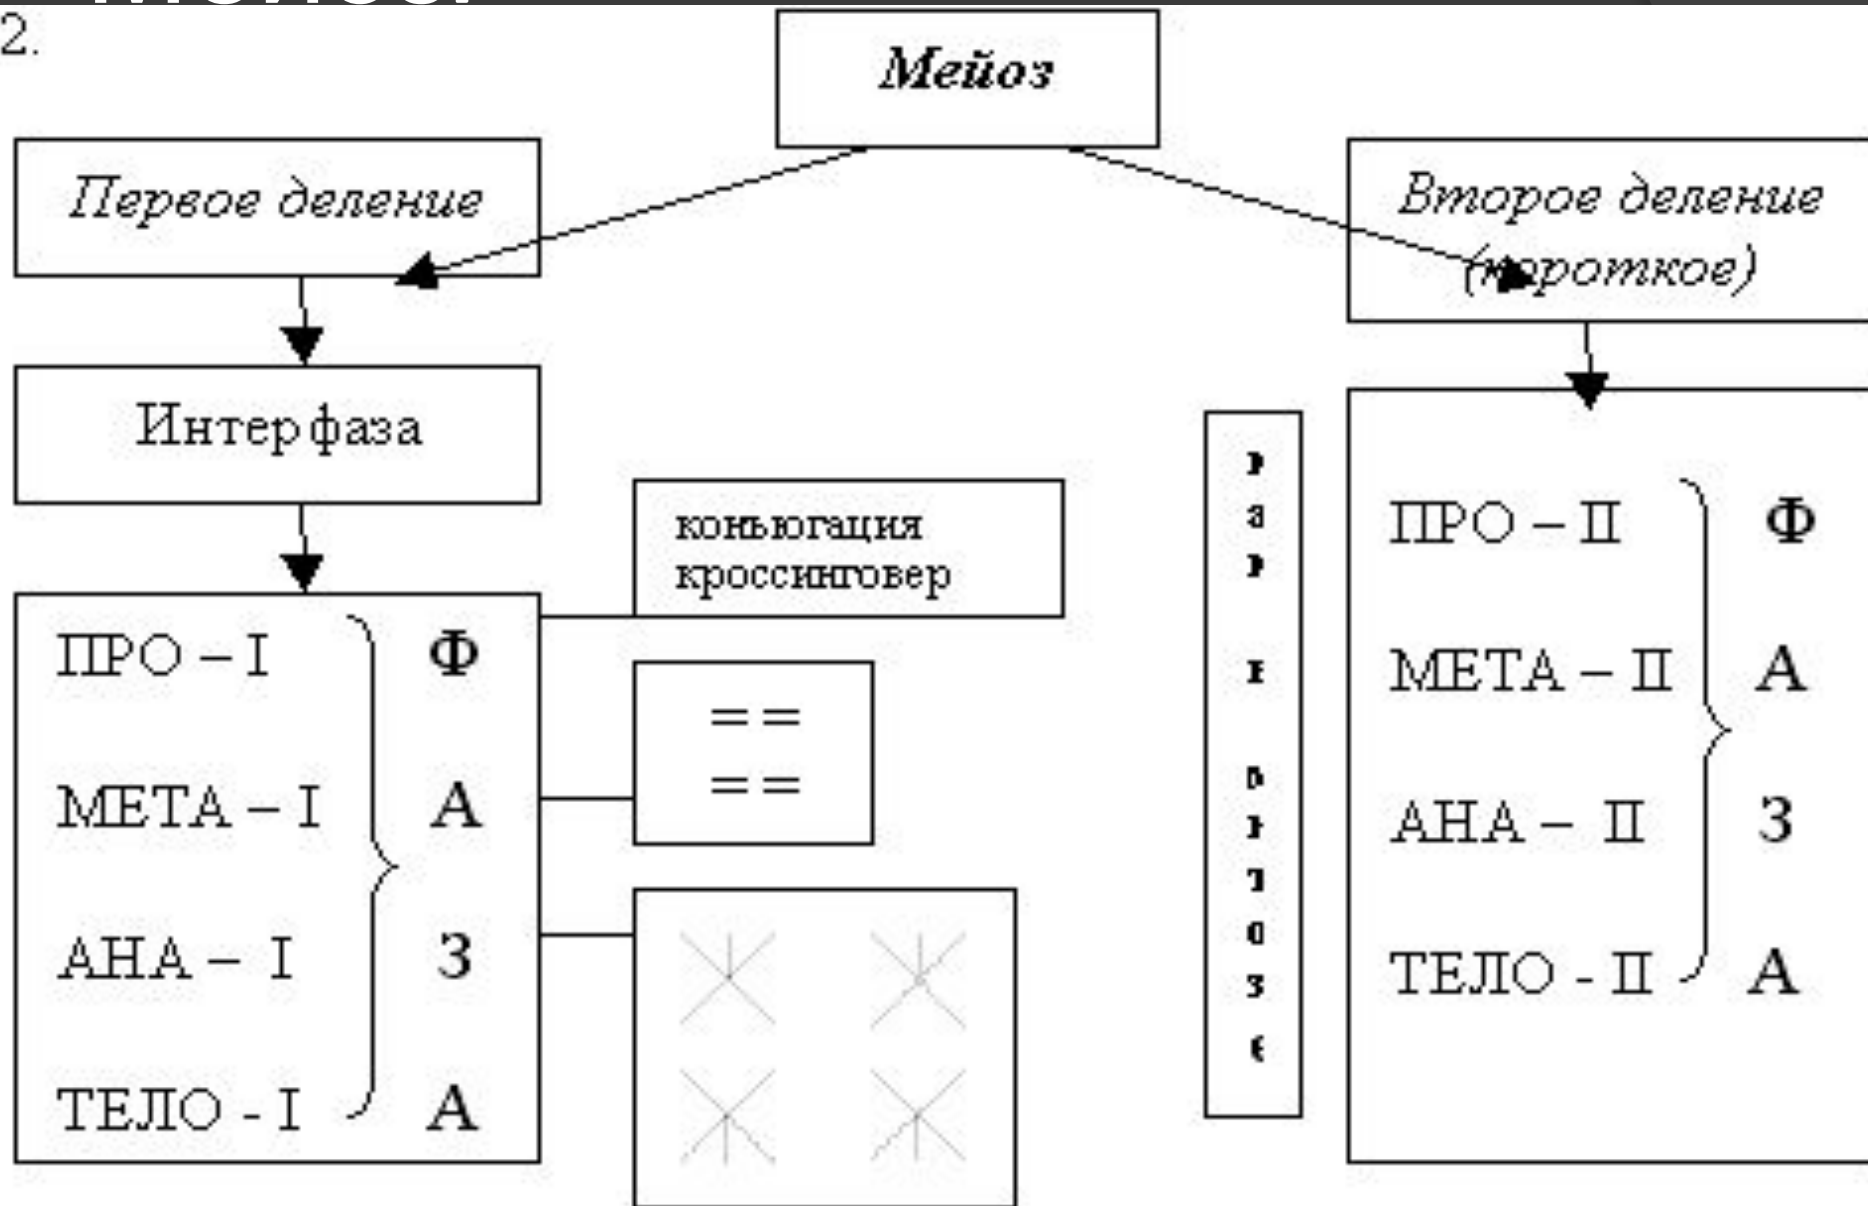 2.
Мейоз
Первое деление
Второе деление
(короткое)
Интерфаза
конъюгация
кроссинговер
ПРО – I Ф
МЕТА – I А
АНА – I З
ТЕЛО - I А
= =
= =
ПРО – II Ф
МЕТА – II А
АНА – II З
ТЕЛО - II А